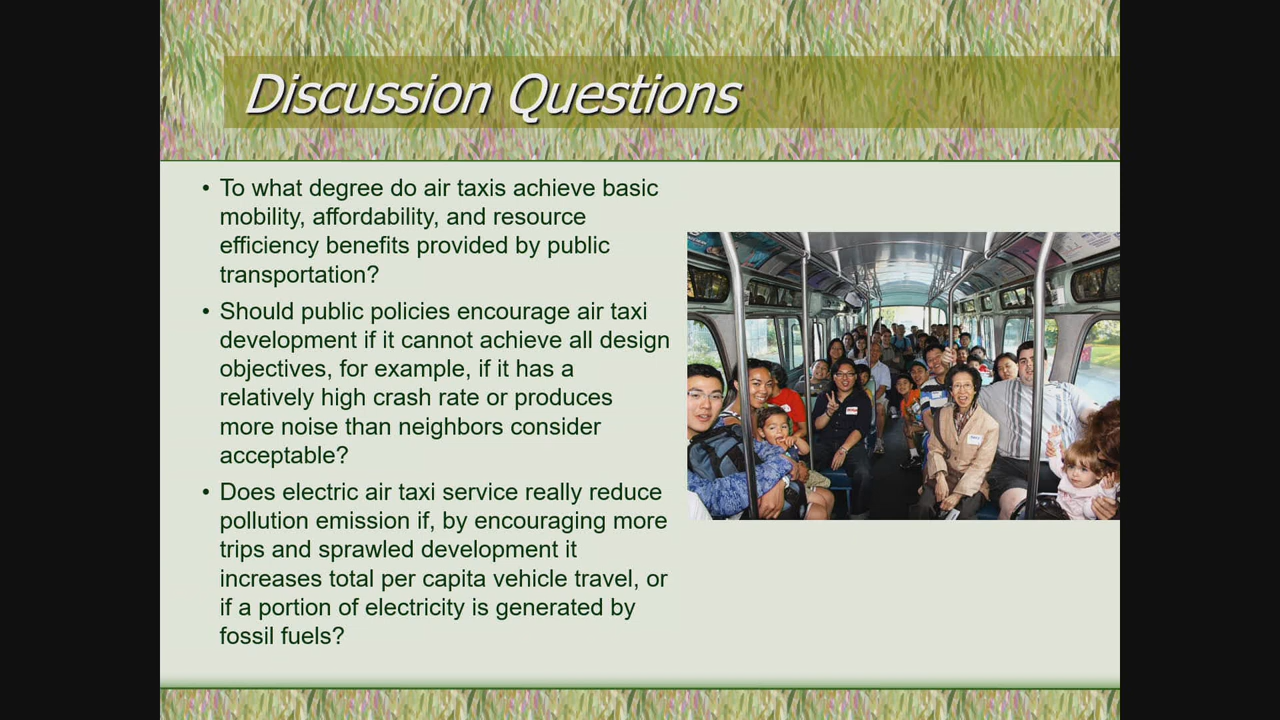 Discussion Questions
• To what degree do air taxis achieve basic
mobility, affordability, and resource
efficiency benefits provided by public
transportation?
• Should public policies encourage air taxi
development if it cannot achieve all design
objectives, for example, if it has a
relatively high crash rate or produces
more noise than neighbors consider
acceptable?
• Does electric air taxi service really reduce
pollution emission if, by encouraging more
trips and sprawled development it
increases total per capita vehicle travel, or
if a portion of electricity is generated by
fossil fuels?